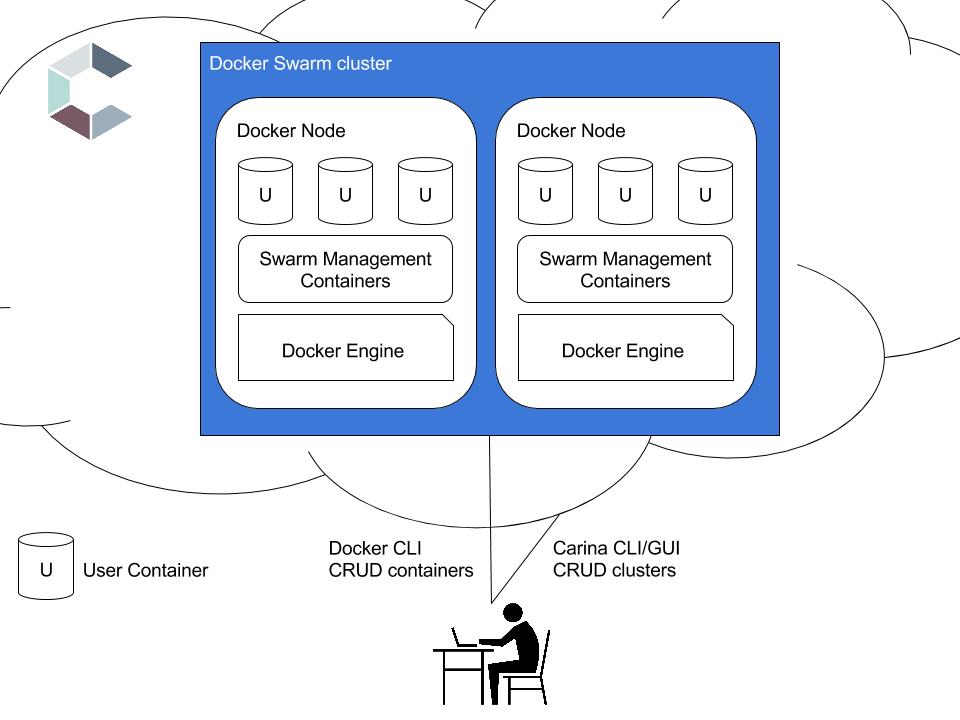 Docker Swarm cluster
Docker Node
U U U
Swarm Management
Containers
Docker Engine
Docker Node
U U U
Swarm Management
Containers
Docker Engine
U
User Container
Docker CLI
CRUD containers
Carina CLI/GUI
CRUD clusters